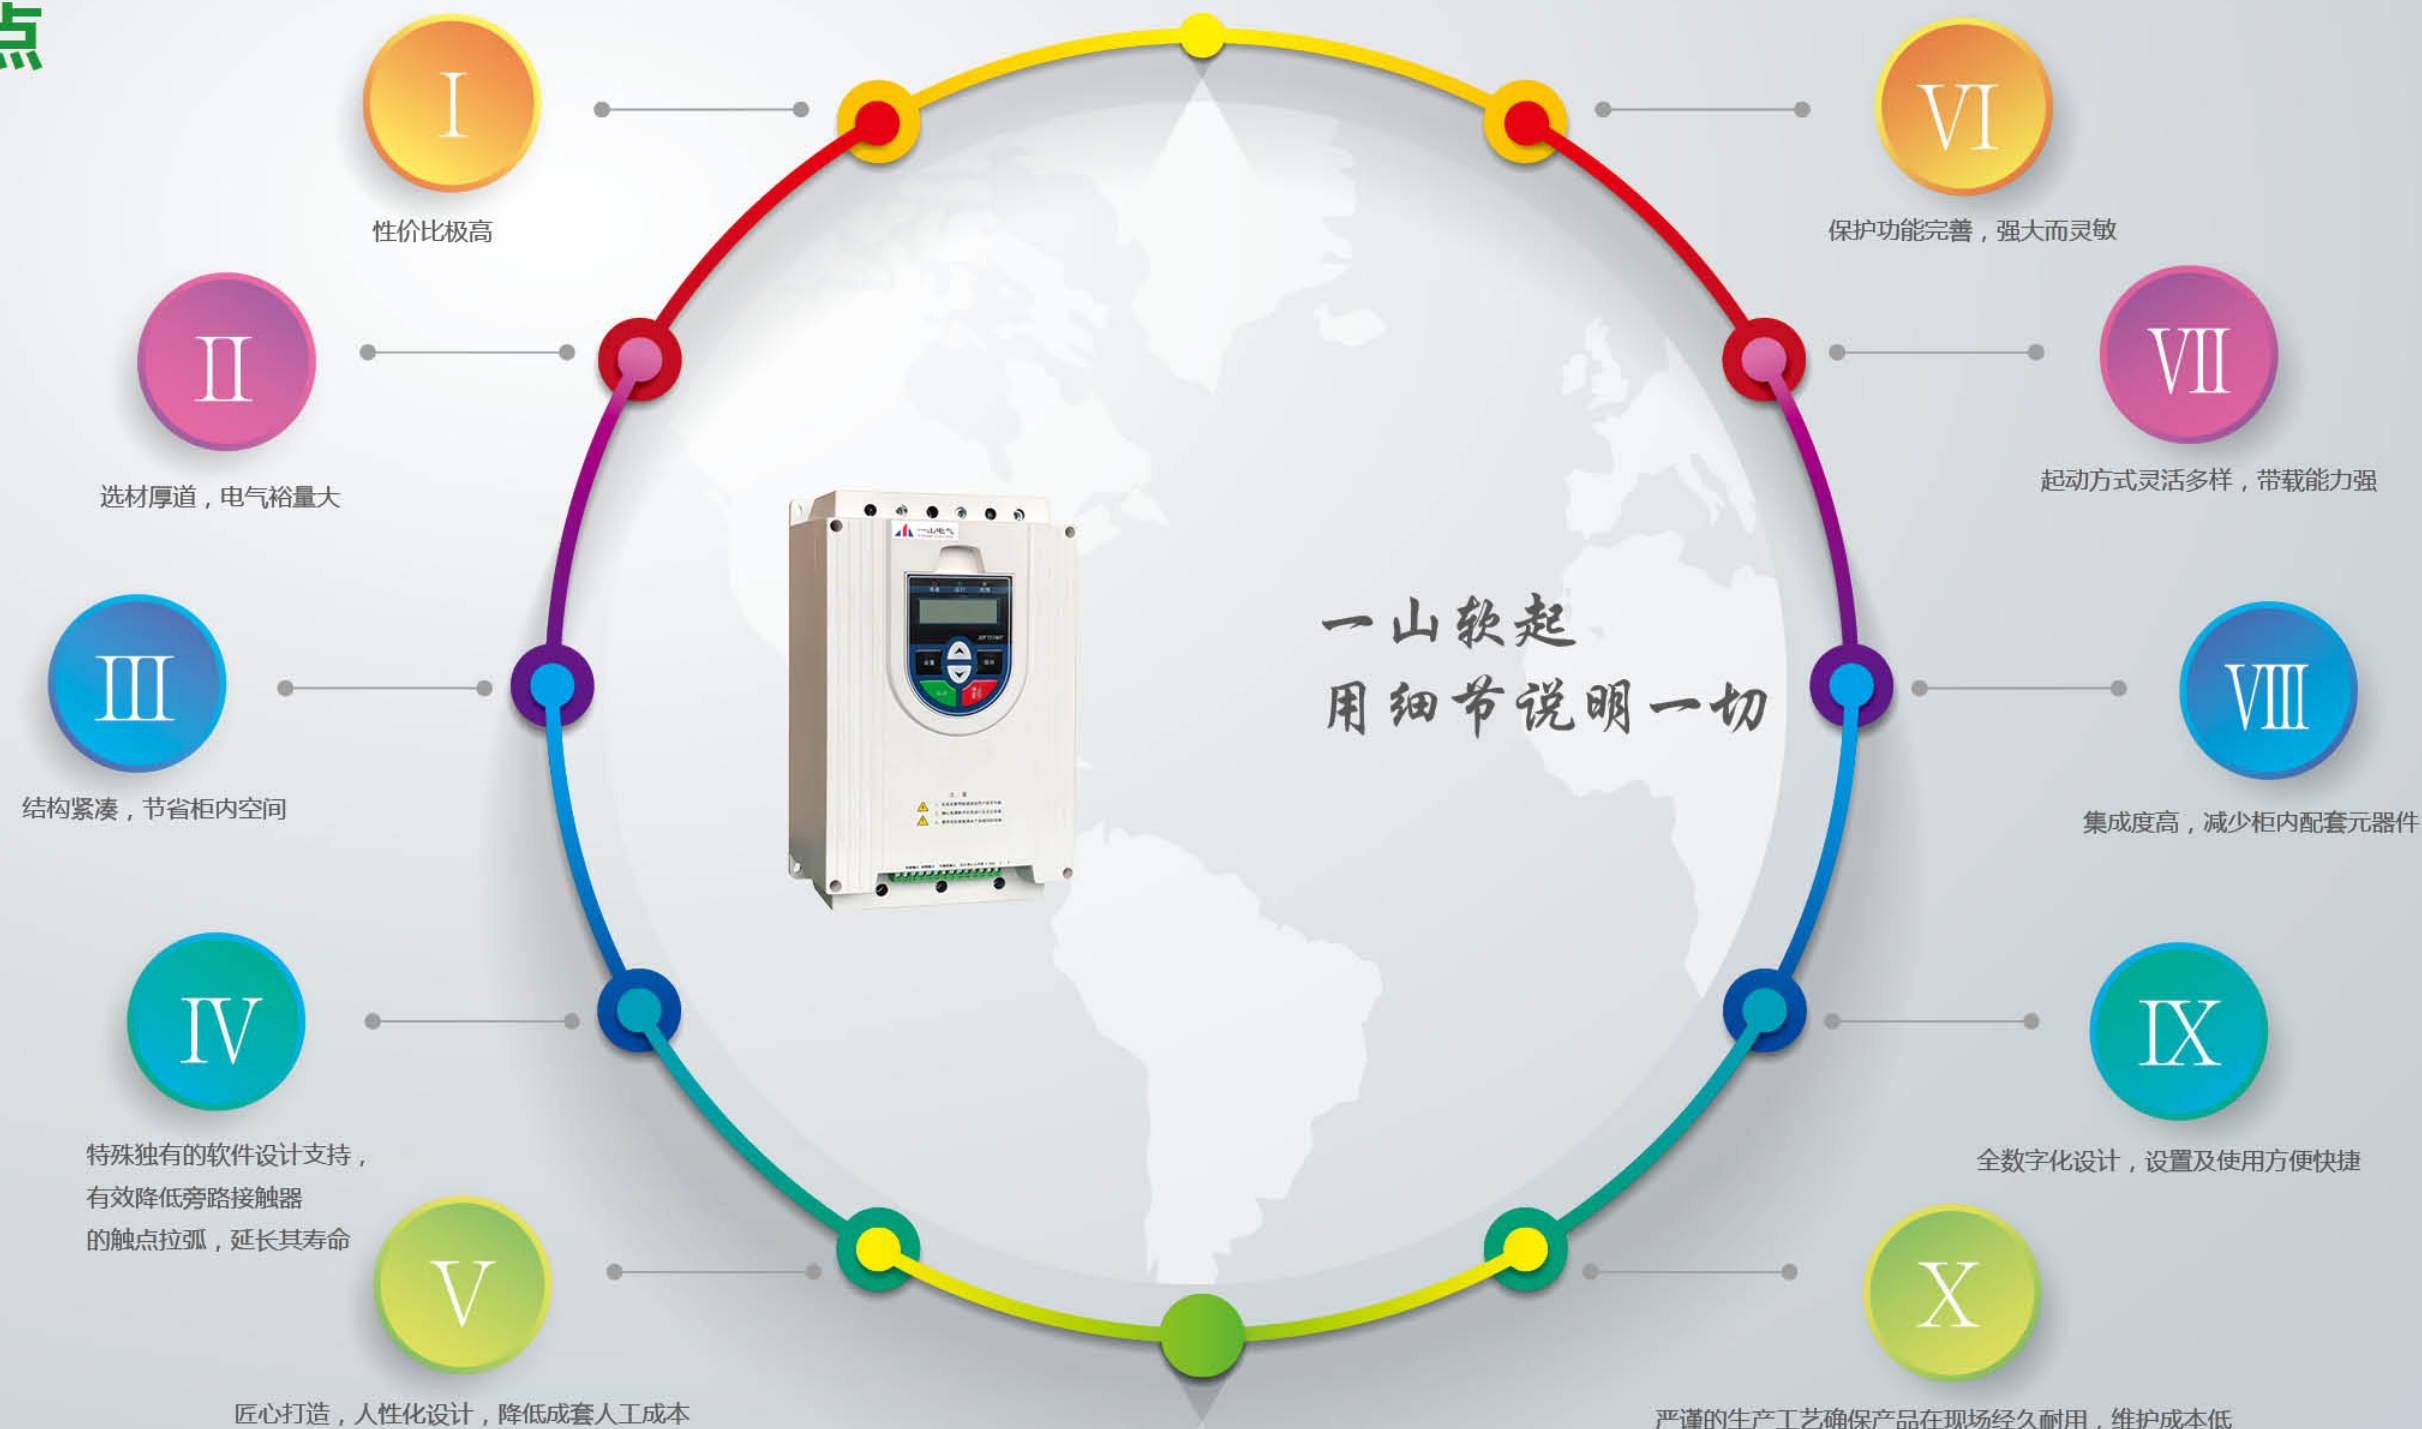 点
I
性价比极高
II
选材厚道，电气裕量大
III
结构紧凑，节省柜内空间
IV
特殊独有的软件设计支持，
有效降低旁路接触器
的触点拉弧，延长其寿命
V
匠心打造，人性化设计，降低成套人工成本
一山电气
一山软起
用细节说明一切
VI
保护功能完善，强大而灵敏
VII
起动方式灵活多样，带载能力强
VIII
集成度高，减少柜内配套元器件
IX
全数字化设计，设置及使用方便快捷
X
严谨的生产工艺确保产品在现场经久耐用，维护成本低